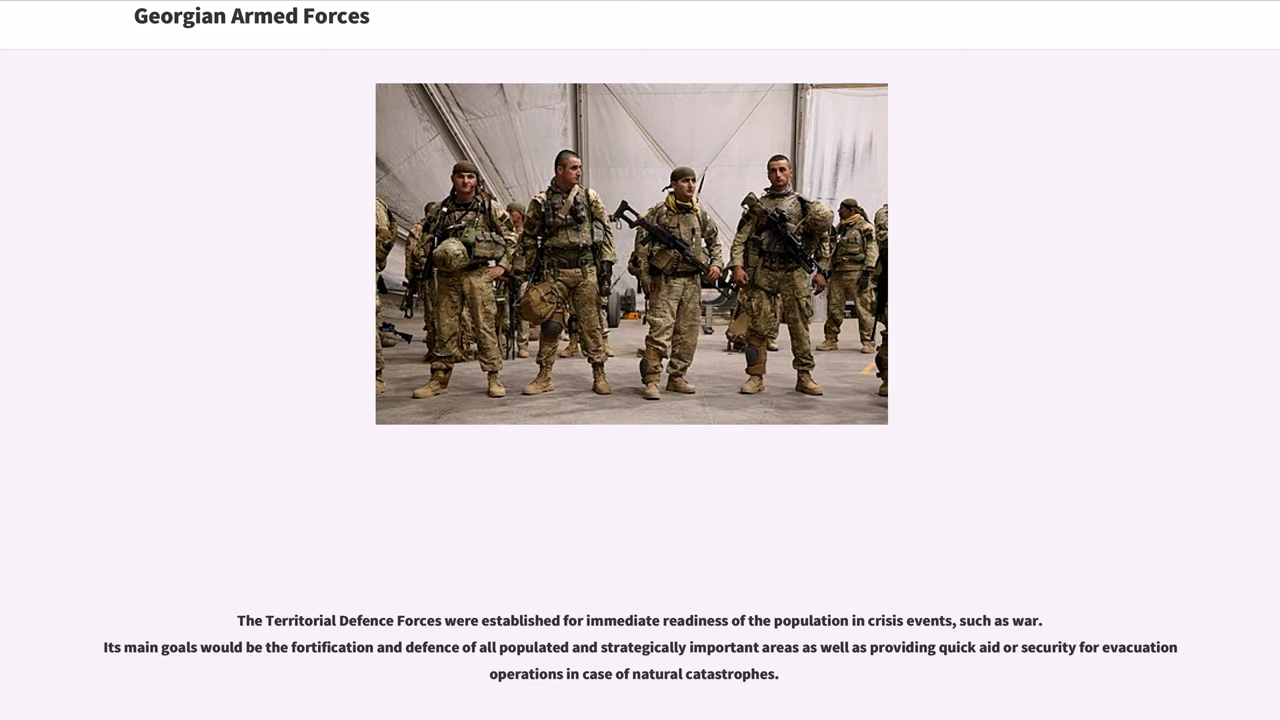 Georgian Armed Forces
The Territorial Defence Forces were established for immediate readiness of the population in crisis events, such as war.
Its main goals would be the fortification and defence of all populated and strategically important areas as well as providing quick aid or security for evacuation
operations in case of natural catastrophes.